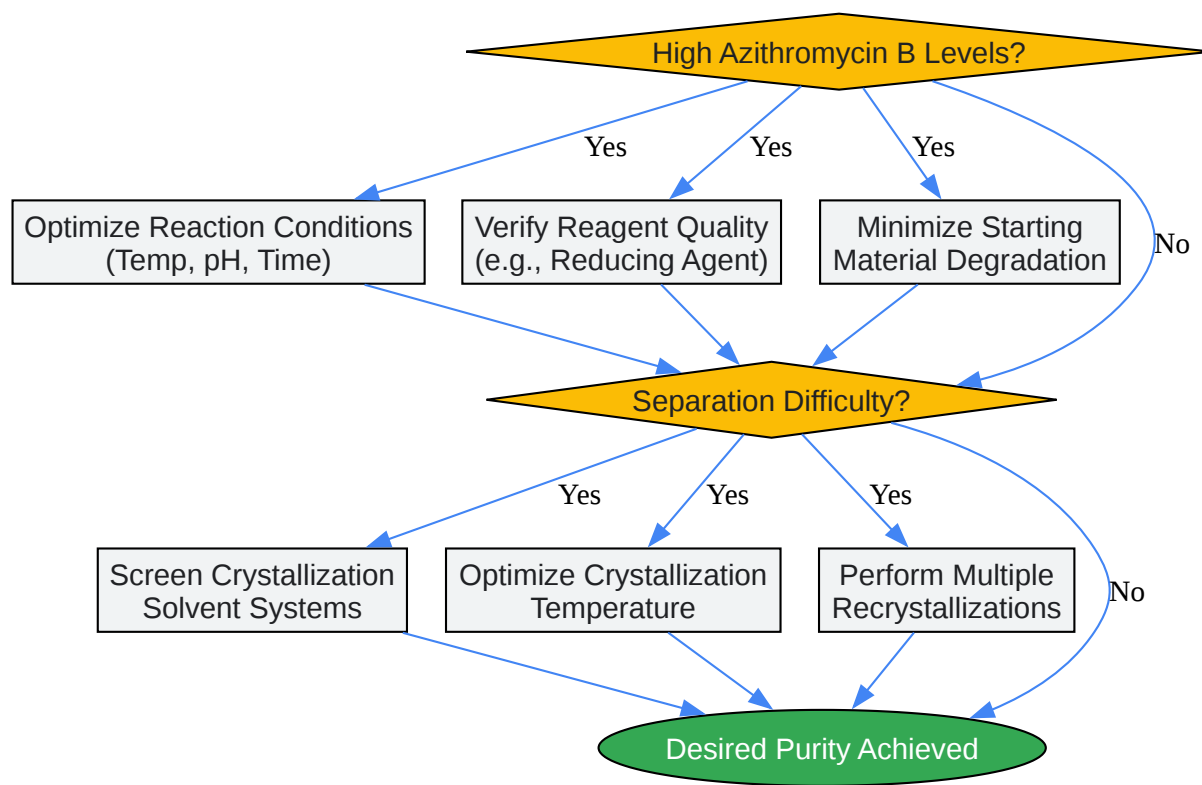 High Azithromycin B Levels?
Yes
Yes
Yes
No
Optimize Reaction Conditions
(Temp, pH, Time)
Verify Reagent Quality
(e.g., Reducing Agent)
Minimize Starting
Material Degradation
Separation Difficulty?
Yes
Yes
Yes
No
Screen Crystallization
Solvent Systems
Optimize Crystallization
Temperature
Perform Multiple
Recrystallizations
Desired Purity Achieved